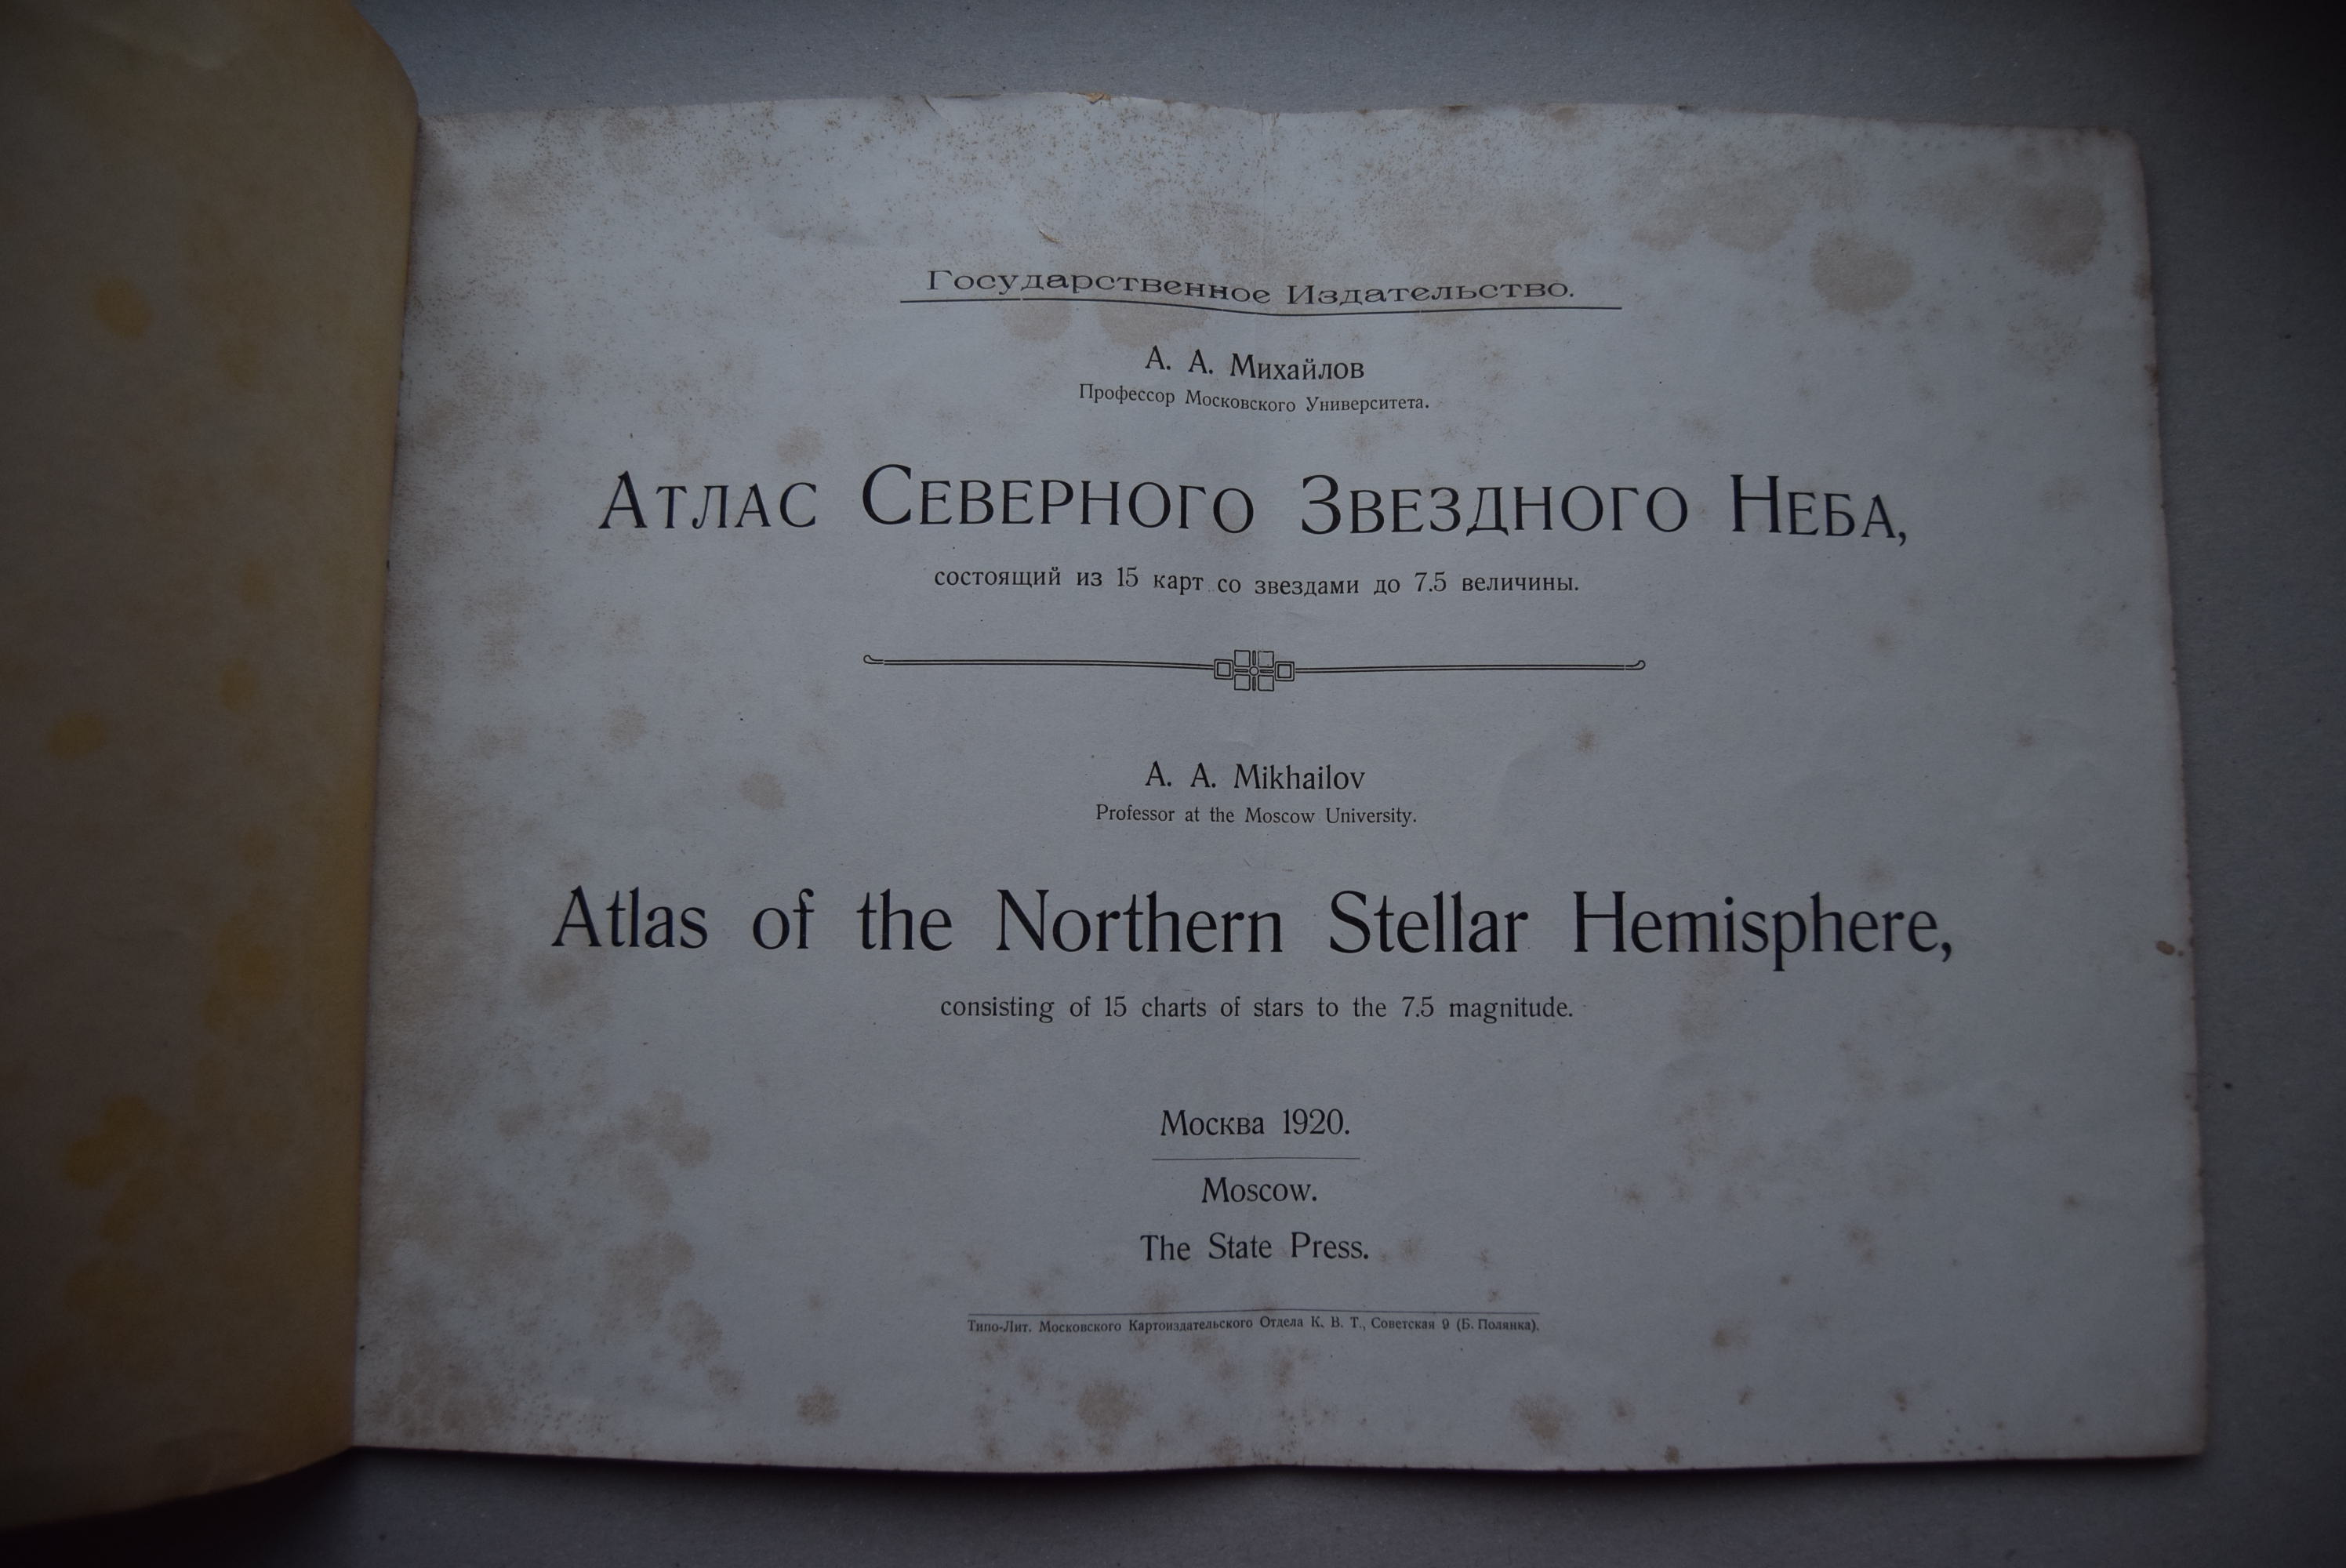 Государственное Издательство.
А. А. Михайлов
Профессор Московского Университета.
Атлас Северного Звездного Неба,
состоящий из 15 карт со звездами до 7.5 величины.
A. A. Mikhailov
Professor at the Moscow University.
Atlas of the Northern Stellar Hemisphere,
consisting of 15 charts of stars to the 7.5 magnitude.
Москва 1920.
Moscow.
The State Press.
Типо-Лит. Московского Картоиздательского Отдела К. В. Т., Советская 9 (Б. Полянка).